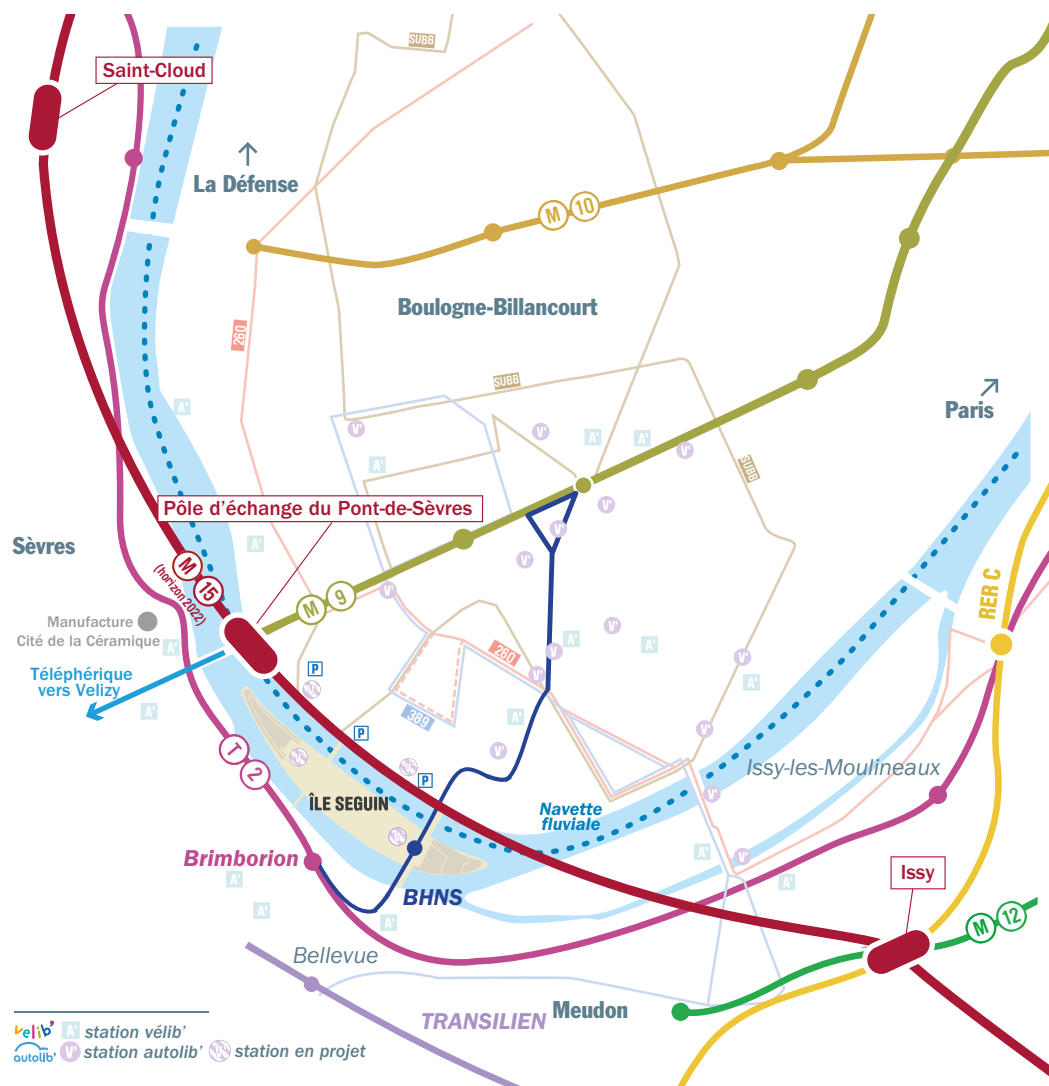 SUBB
Saint-Cloud
La Défense
M 10
Boulogne-Billancourt
260
SUBB
Paris
A'
V'
V'
A'
A'
V'
A'
SUBB
Pôle d'échange du Pont-de-Sèvres
V'
Sèvres
A'
V'
V'
M 15
(horizon 2022)
M 9
V'
RER C
Manufacture
Cité de la Céramique
V'
A'
A'
A'
260
V'
V'
Téléphérique
vers Velizy
P
V'
V'
A'
A'
389
A'
V'
P
T 2
V'
V'
Issy-les-Moulineaux
V'
P
V'
ÎLE SEGUIN
Navette
fluviale
V'
Brimborion
A'
V'
Issy
A'
A'
BHNS
A'
A'
M 12
Bellevue
Meudon
TRANSILIEN
velib'
A' station vélib'
autolib'
V' station autolib'
V' station en projet